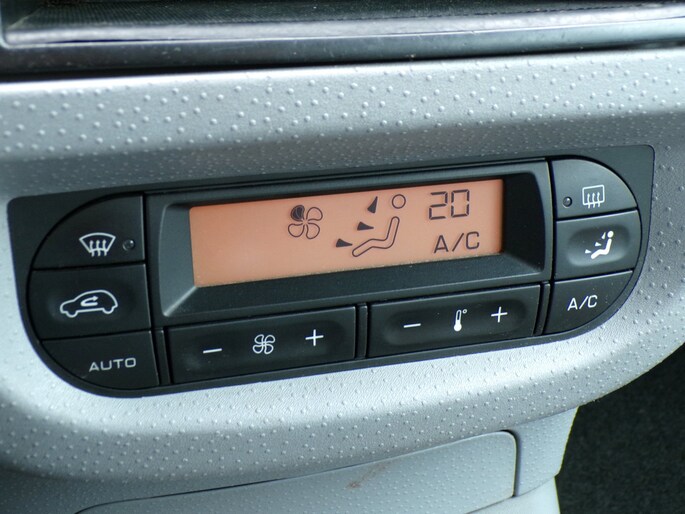 20
A/C
- +
- +
A/C
AUTO